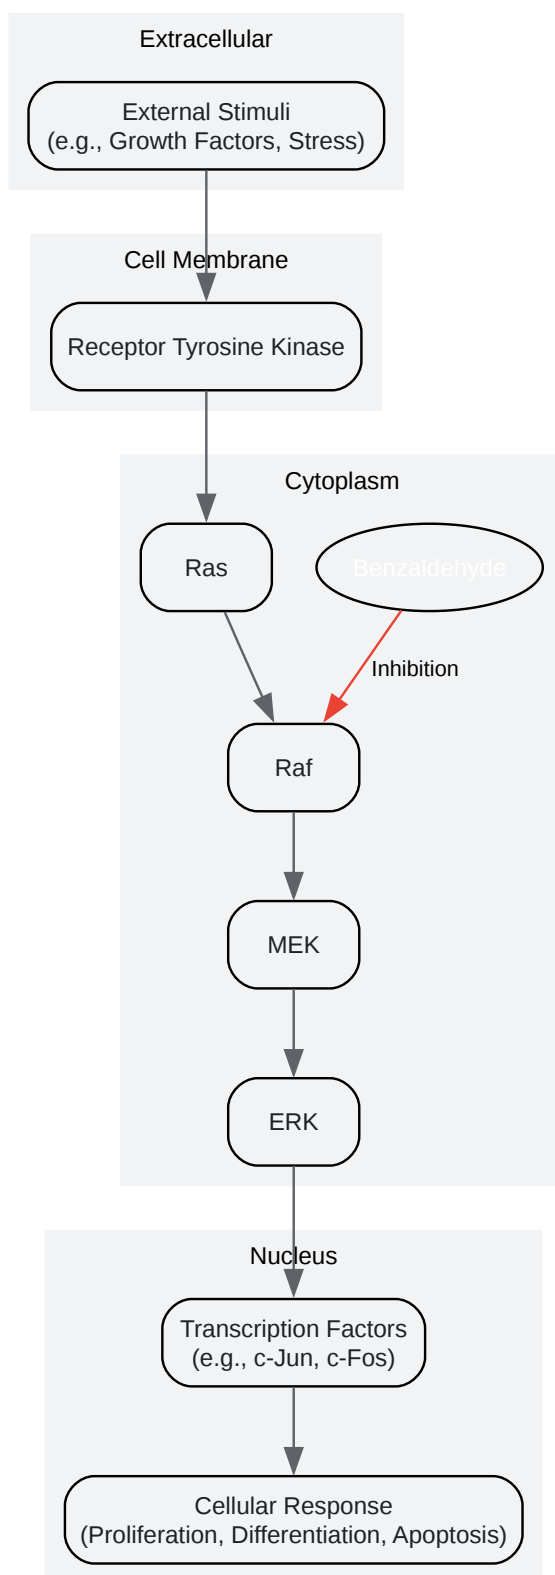 Extracellular
External Stimuli
(e.g., Growth Factors, Stress)
Cell Membrane
Receptor Tyrosine Kinase
Cytoplasm
Ras
Benzaldehyde
Inhibition
Raf
MEK
ERK
Nucleus
Transcription Factors
(e.g., c-Jun, c-Fos)
Cellular Response
(Proliferation, Differentiation, Apoptosis)